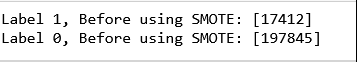 Label 1, Before using SMOTE: [17412]
Label 0, Before using SMOTE: [197845]